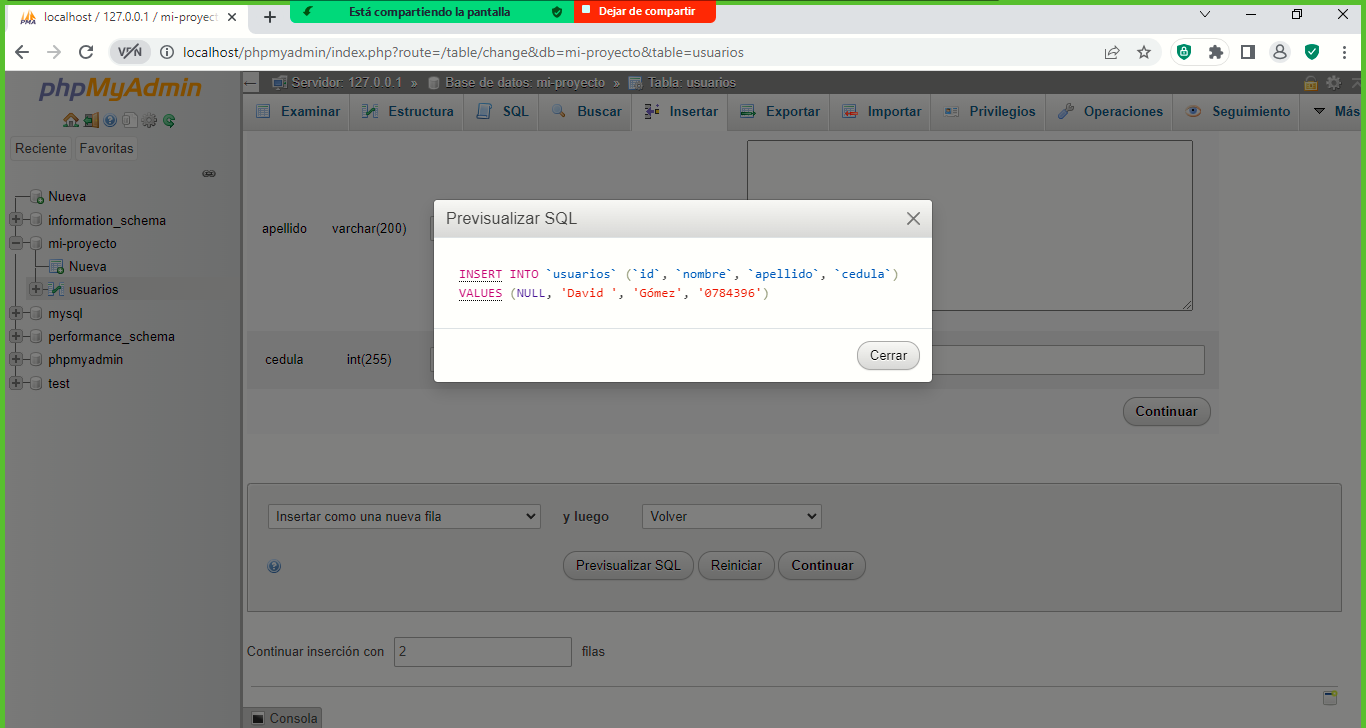 localhost / 127.0.0.1 / mi-proyect
Está compartiendo la pantalla
Dejar de compartir
VPN
localhost/phpmyadmin/index.php?route=/table/change&db=mi-proyecto&table=usuarios
phpMyAdmin
Reciente
Favoritas
Nueva
information_schema
mi-proyecto
Nueva
usuarios
mysql
performance_schema
phpmyadmin
test
Servidor: 127.0.0.1 » Base de datos: mi-proyecto » Tabla: usuarios
Examinar
Estructura
SQL
Buscar
Insertar
Exportar
Importar
Privilegios
Operaciones
Seguimiento
Más
apellido varchar(200)
Previsualizar SQL
INSERT INTO `usuarios` (`id`, `nombre`, `apellido`, `cedula`)
VALUES (NULL, 'David ', 'Gómez', '0784396')
Cerrar
cedula int(255)
Continuar
Insertar como una nueva fila y luego Volver
Previsualizar SQL Reiniciar Continuar
Continuar inserción con 2 filas
Consola